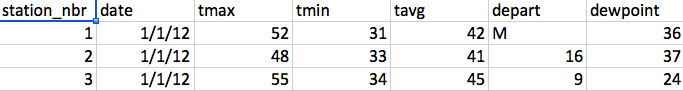 station_nbr date tmax tmin tavg depart dewpoint
1 1/1/12 52 31 42 M 36
2 1/1/12 48 33 41 16 37
3 1/1/12 55 34 45 9 24